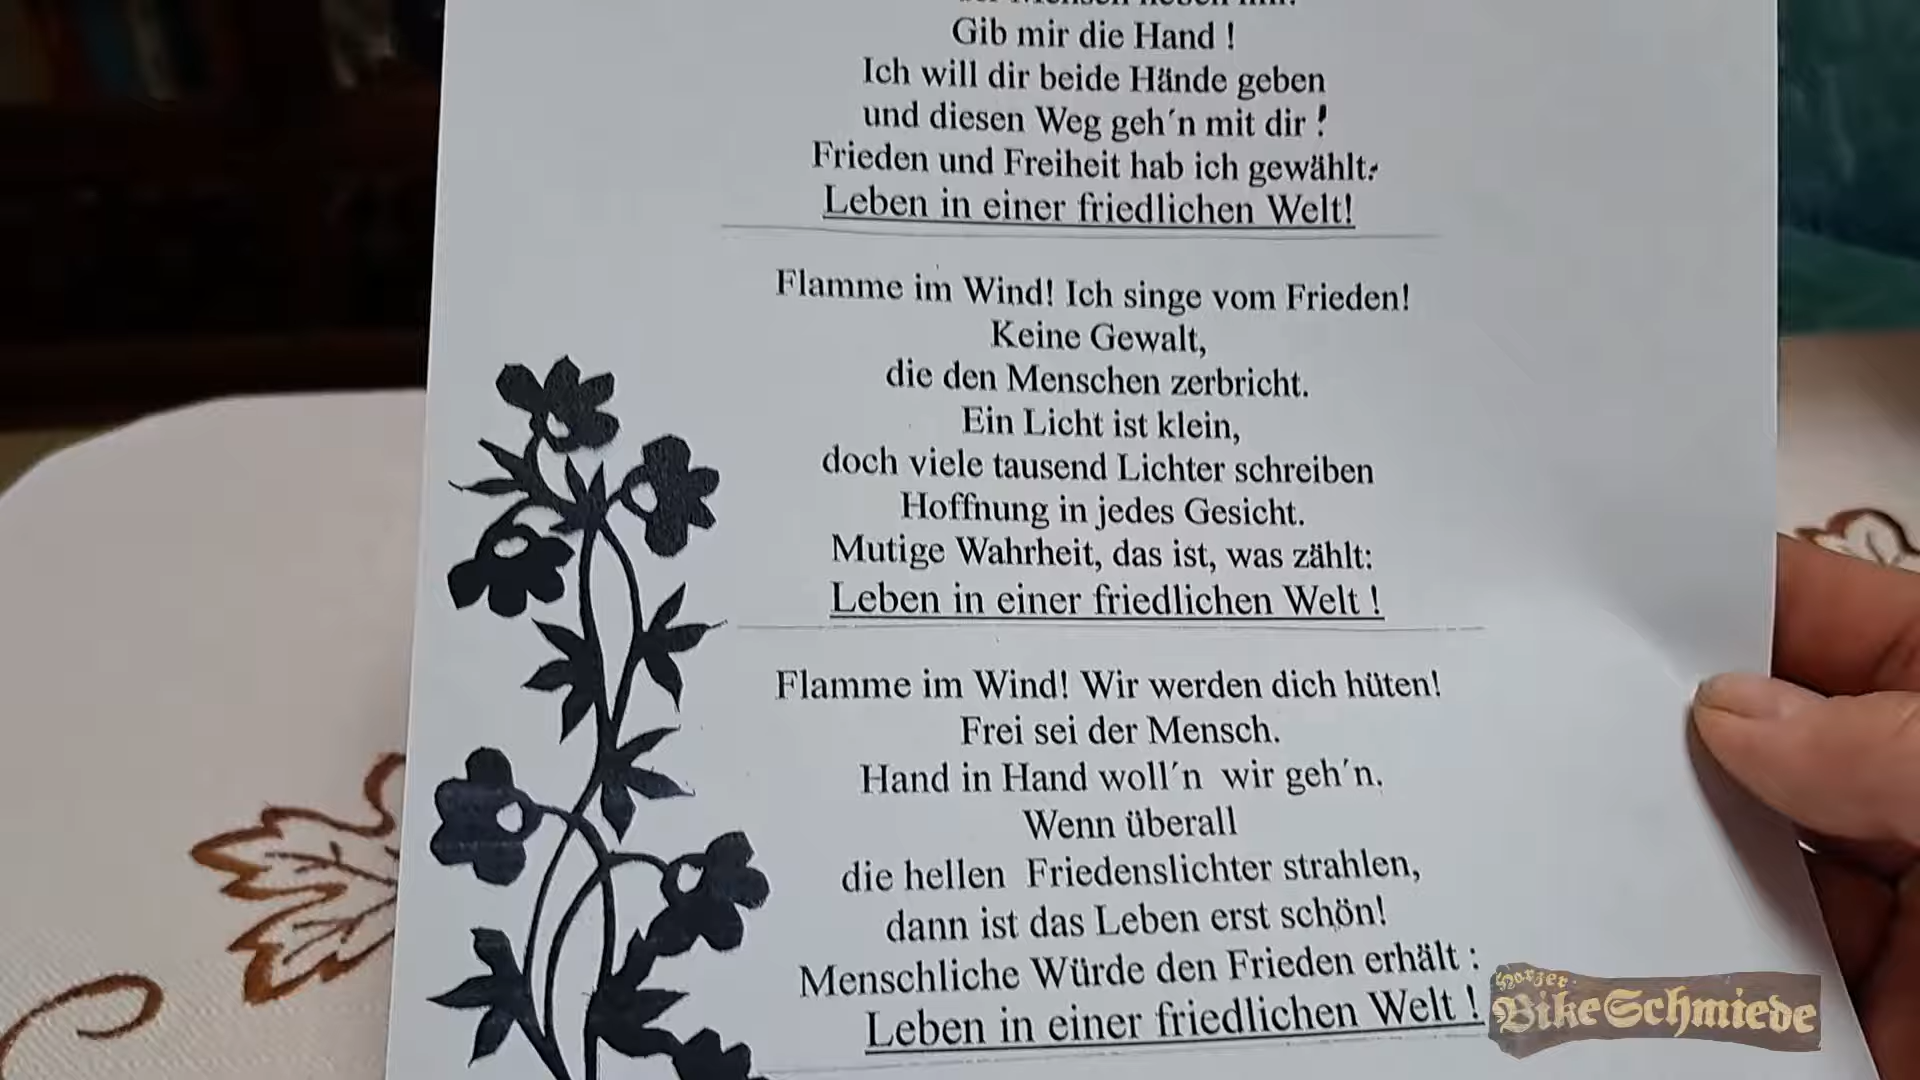 Gib mir die Hand !
Ich will dir beide Hände geben
und diesen Weg geh´n mit dir !
Frieden und Freiheit hab ich gewählt:
Leben in einer friedlichen Welt!
Flamme im Wind! Ich singe vom Frieden!
Keine Gewalt,
die den Menschen zerbricht.
Ein Licht ist klein,
doch viele tausend Lichter schreiben
Hoffnung in jedes Gesicht.
Mutige Wahrheit, das ist, was zählt:
Leben in einer friedlichen Welt !
Flamme im Wind! Wir werden dich hüten!
Frei sei der Mensch.
Hand in Hand woll´n  wir geh´n.
Wenn überall
die hellen  Friedenslichter strahlen,
dann ist das Leben erst schön!
Menschliche Würde den Frieden erhält :
Leben in einer friedlichen Welt !
Harzer
BikeSchmiede